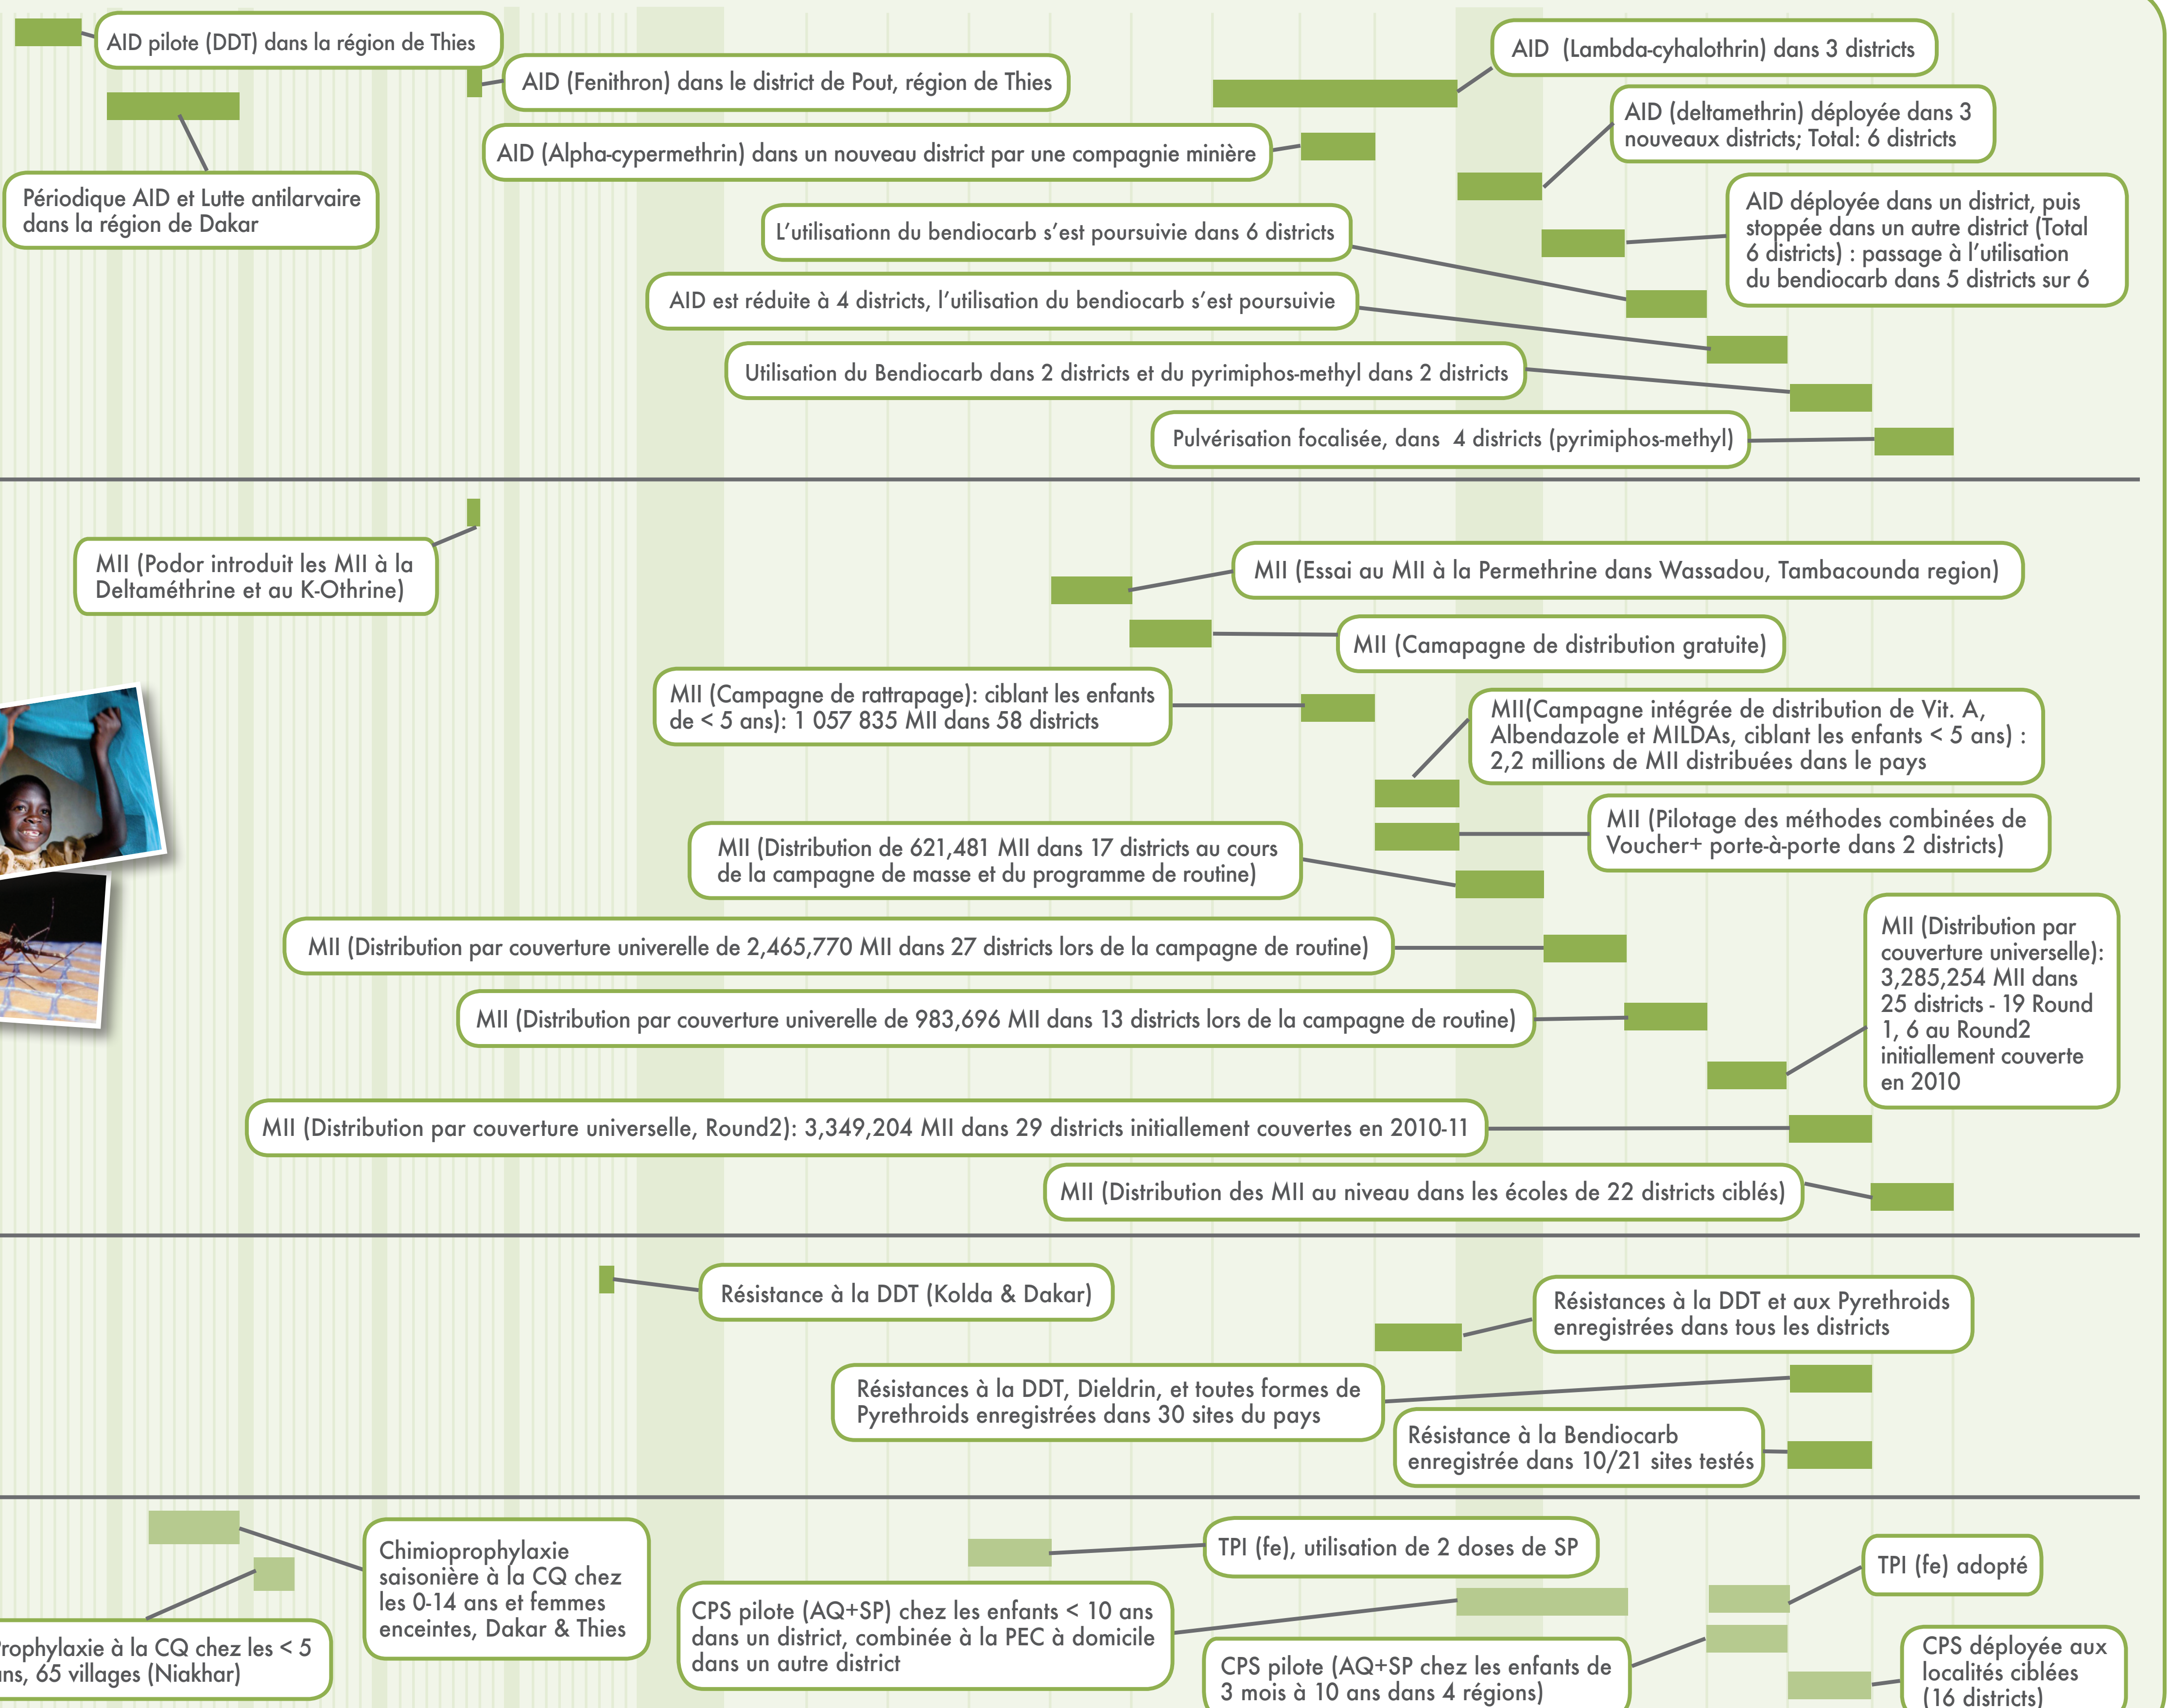 AID pilote (DDT) dans la région de Thies
AID (Fenithron) dans le district de Pout, région de Thies
AID (Lambda-cyhalothrin) dans 3 districts
AID (deltamethrin) déployée dans 3
nouveaux districts; Total: 6 districts
AID (Alpha-cypermethrin) dans un nouveau district par une compagnie minière
Périodique AID et Lutte antilarvaire
dans la région de Dakar
AID déployée dans un district, puis
stoppée dans un autre district (Total
6 districts) : passage à l'utilisation
du bendiocarb dans 5 districts sur 6
L'utilisationn du bendiocarb s'est poursuivie dans 6 districts
AID est réduite à 4 districts, l'utilisation du bendiocarb s'est poursuivie
Utilisation du Bendiocarb dans 2 districts et du pyrimiphos-methyl dans 2 districts
Pulvérisation focalisée, dans 4 districts (pyrimiphos-methyl)
MII (Podor introduit les MII à la
Deltaméthrine et au K-Othrine)
MII (Essai au MII à la Permethrine dans Wassadou, Tambacounda region)
MII (Camapagne de distribution gratuite)
MII (Campagne de rattrapage): ciblant les enfants
de < 5 ans): 1 057 835 MII dans 58 districts
MII(Campagne intégrée de distribution de Vit. A,
Albendazole et MILDAs, ciblant les enfants < 5 ans) :
2,2 millions de MII distribuées dans le pays
MII (Pilotage des méthodes combinées de
Voucher+ porte-à-porte dans 2 districts)
MII (Distribution de 621,481 MII dans 17 districts au cours
de la campagne de masse et du programme de routine)
MII (Distribution par couverture univerelle de 2,465,770 MII dans 27 districts lors de la campagne de routine)
MII (Distribution par
couverture universelle):
3,285,254 MII dans
25 districts - 19 Round
1, 6 au Round2
initiallement couverte
en 2010
MII (Distribution par couverture univerelle de 983,696 MII dans 13 districts lors de la campagne de routine)
MII (Distribution par couverture universelle, Round2): 3,349,204 MII dans 29 districts initiallement couvertes en 2010-11
MII (Distribution des MII au niveau dans les écoles de 22 districts ciblés)
Résistance à la DDT (Kolda & Dakar)
Résistances à la DDT et aux Pyrethroids
enregistrées dans tous les districts
Résistances à la DDT, Dieldrin, et toutes formes de
Pyrethroids enregistrées dans 30 sites du pays
Résistance à la Bendiocarb
enregistrée dans 10/21 sites testés
Chimioprophylaxie
saisonière à la CQ chez
les 0-14 ans et femmes
enceintes, Dakar & Thies
TPI (fe), utilisation de 2 doses de SP
TPI (fe) adopté
CPS pilote (AQ+SP) chez les enfants < 10 ans
dans un district, combinée à la PEC à domicile
dans un autre district
rophylaxie à la CQ chez les < 5
ns, 65 villages (Niakhar)
CPS pilote (AQ+SP chez les enfants de
3 mois à 10 ans dans 4 régions)
CPS déployée aux
localités ciblées
(16 districts)